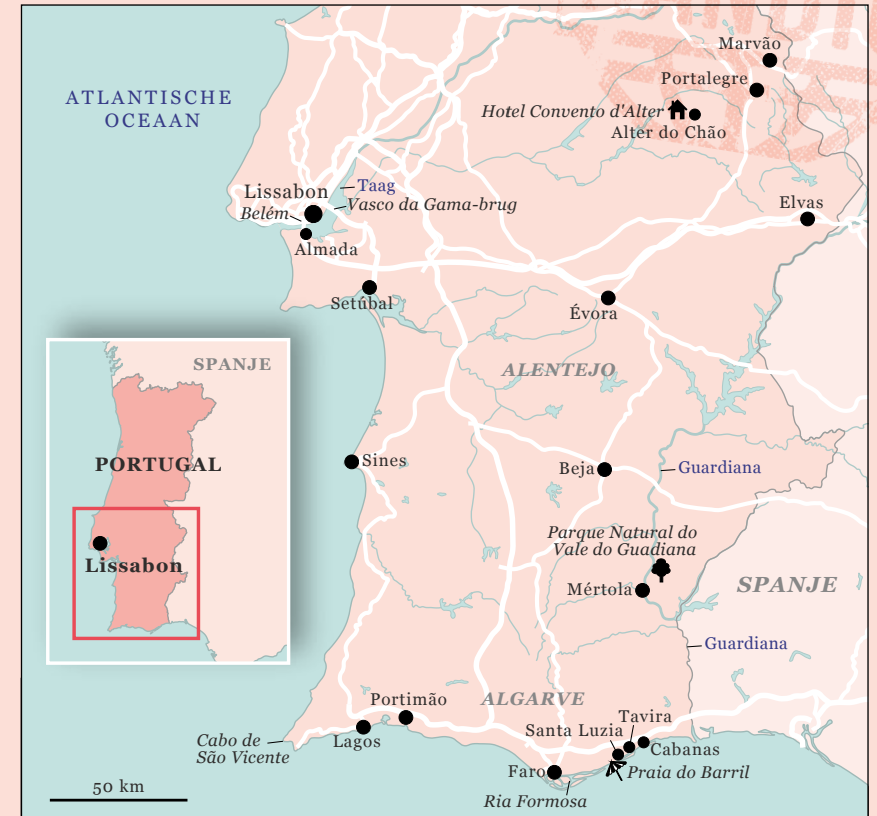 Marvão
Portalegre
ATLANTISCHE
OCEAAN
Hotel Convento d'Alter
Alter do Chão
Taag
Lissabon
Elvas
Vasco da Gama-brug
Belém
Almada
Setúbal
Évora
SPANJE
ALENTEJO
PORTUGAL
Sines
Beja
Guardiana
Parque Natural do
Vale do Guadiana
Lissabon
Mértola
SPANJE
Guardiana
Portimão
ALGARVE
Tavira
Santa Luzia
Cabo de
São Vicente
Lagos
Cabanas
Faro
Praia do Barril
50 km
Ria Formosa